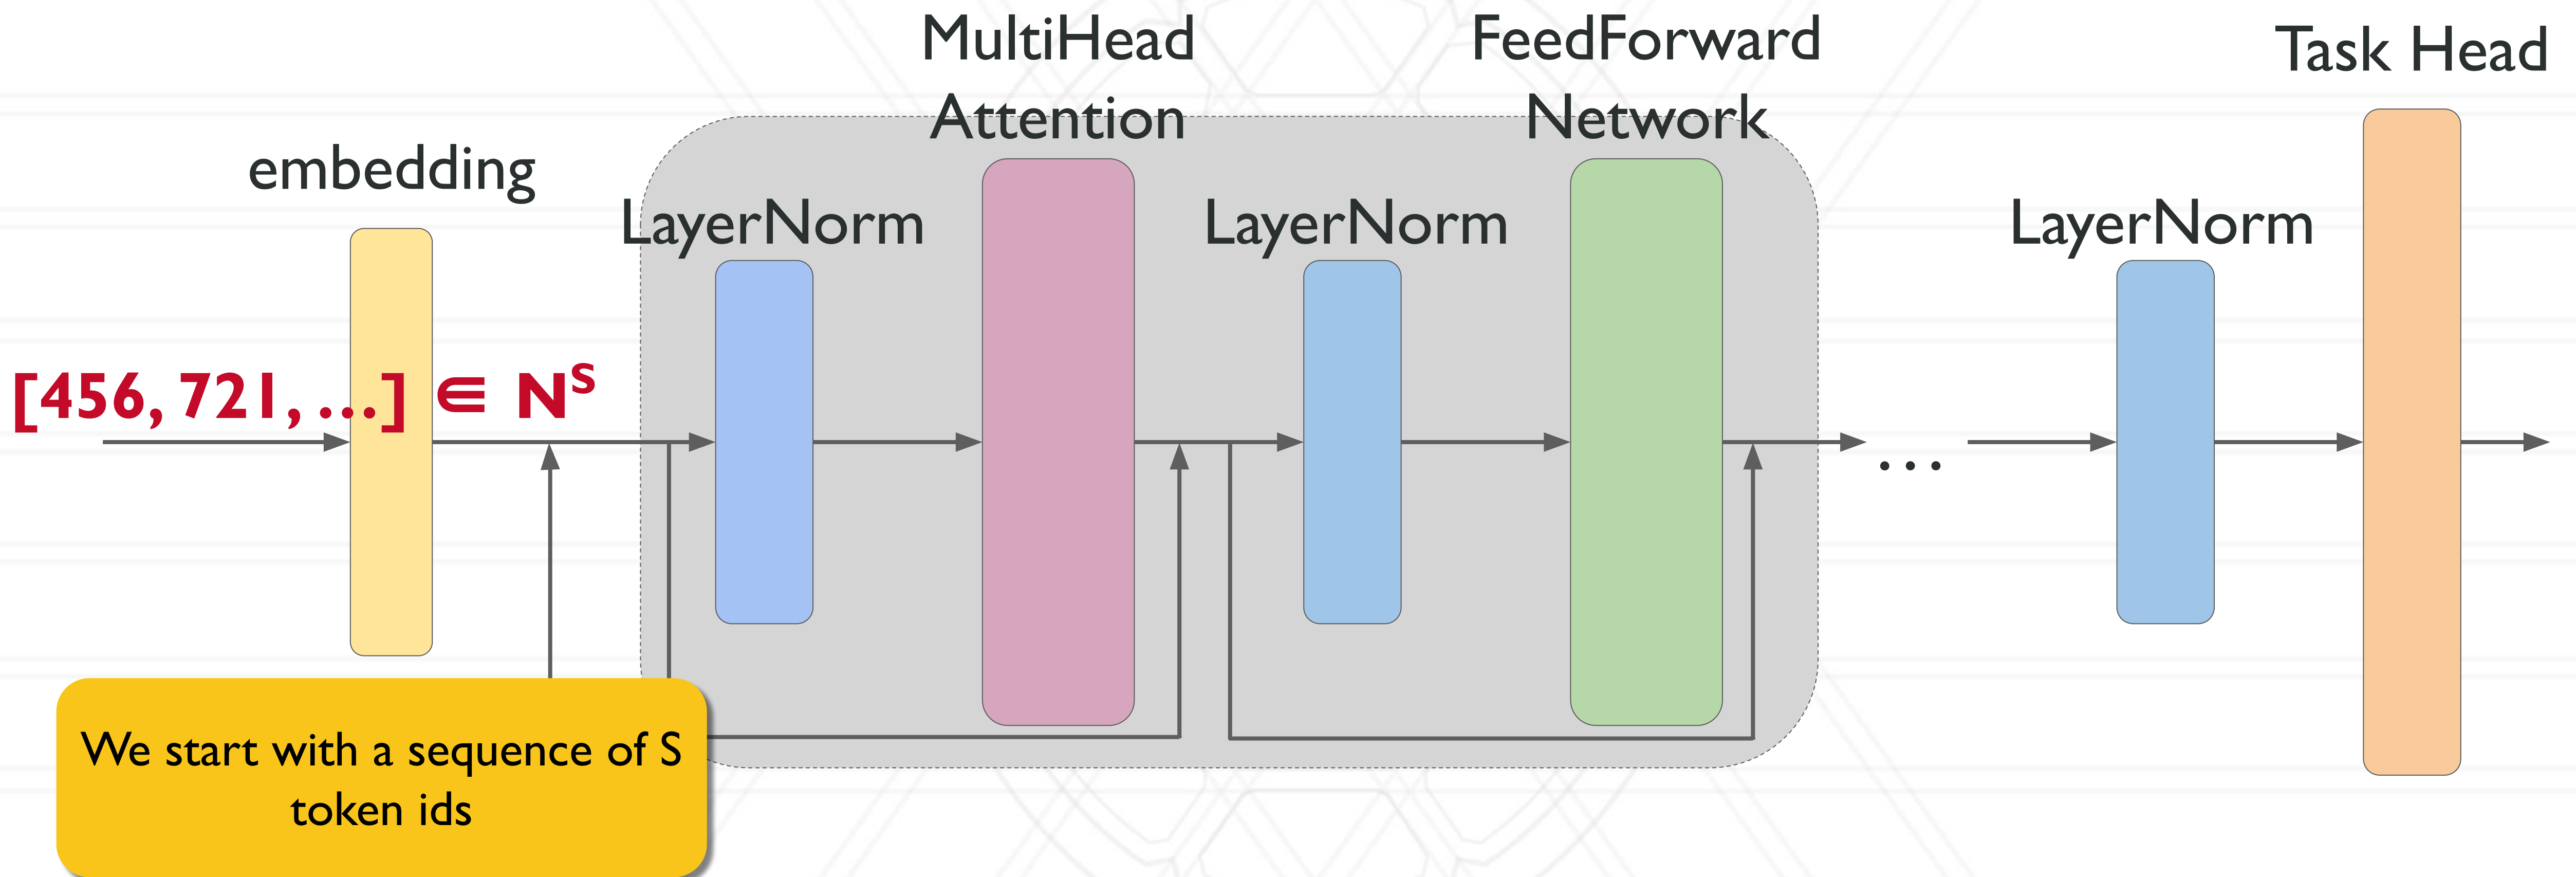 MultiHead
Attention
FeedForward
Network
Task Head
embedding
LayerNorm
LayerNorm
LayerNorm
[456, 721, ...] ∈ N^S
...
We start with a sequence of S
token ids